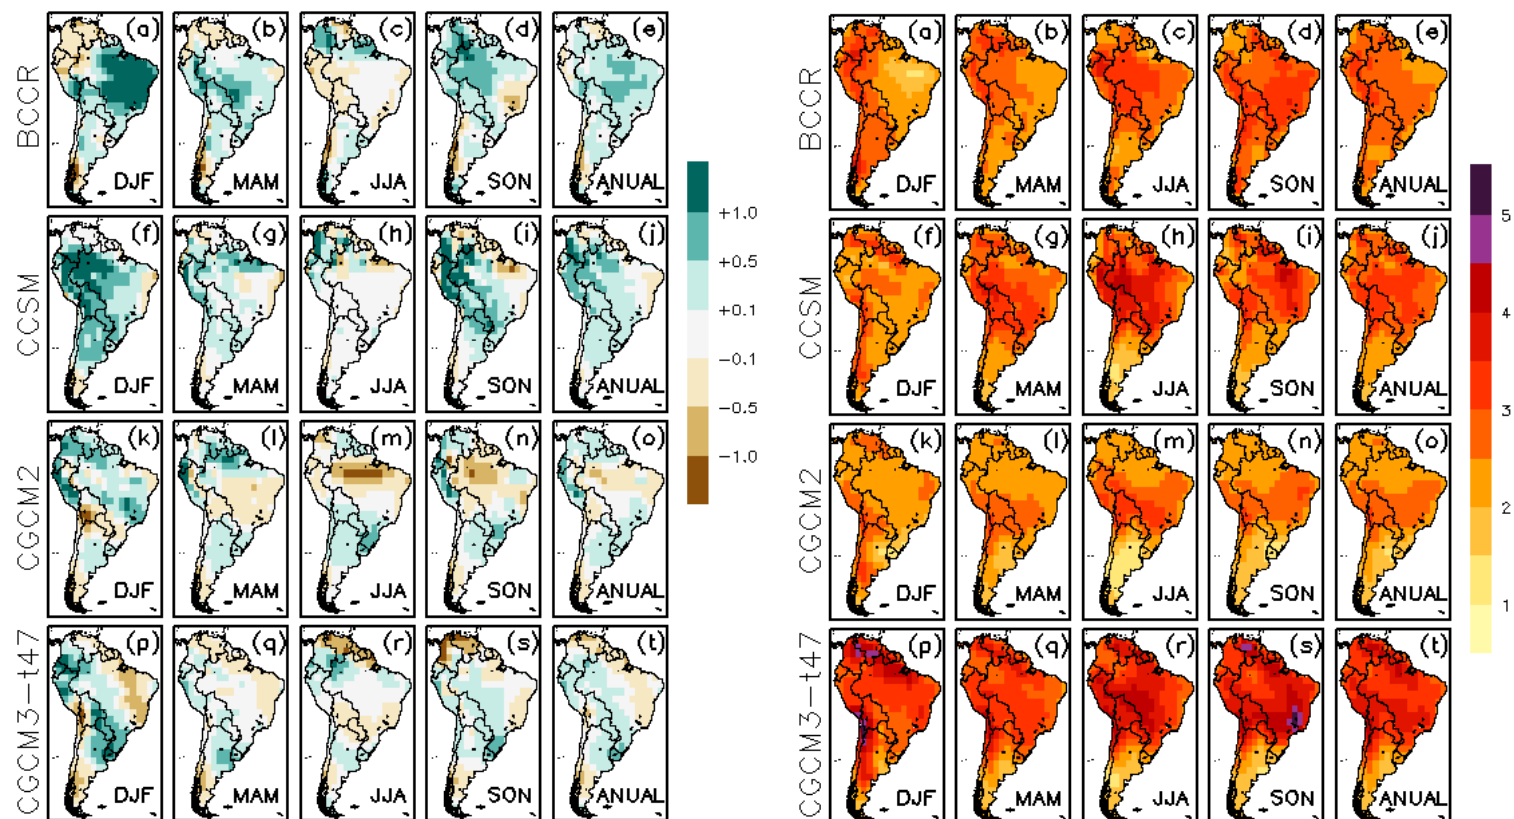 BCCR (a) DJF (b) MAM (c) JJA (d) SON (e) ANUAL
CCSM (f) DJF (g) MAM (h) JJA (i) SON (j) ANUAL
CGCM2 (k) DJF (l) MAM (m) JJA (n) SON (o) ANUAL
CGCM3-t47 (p) DJF (q) MAM (r) JJA (s) SON (t) ANUAL
+1.0
+0.5
+0.1
-0.1
-0.5
-1.0
BCCR (a) DJF (b) MAM (c) JJA (d) SON (e) ANUAL
CCSM (f) DJF (g) MAM (h) JJA (i) SON (j) ANUAL
CGCM2 (k) DJF (l) MAM (m) JJA (n) SON (o) ANUAL
CGCM3-t47 (p) DJF (q) MAM (r) JJA (s) SON (t) ANUAL
5
4
3
2
1